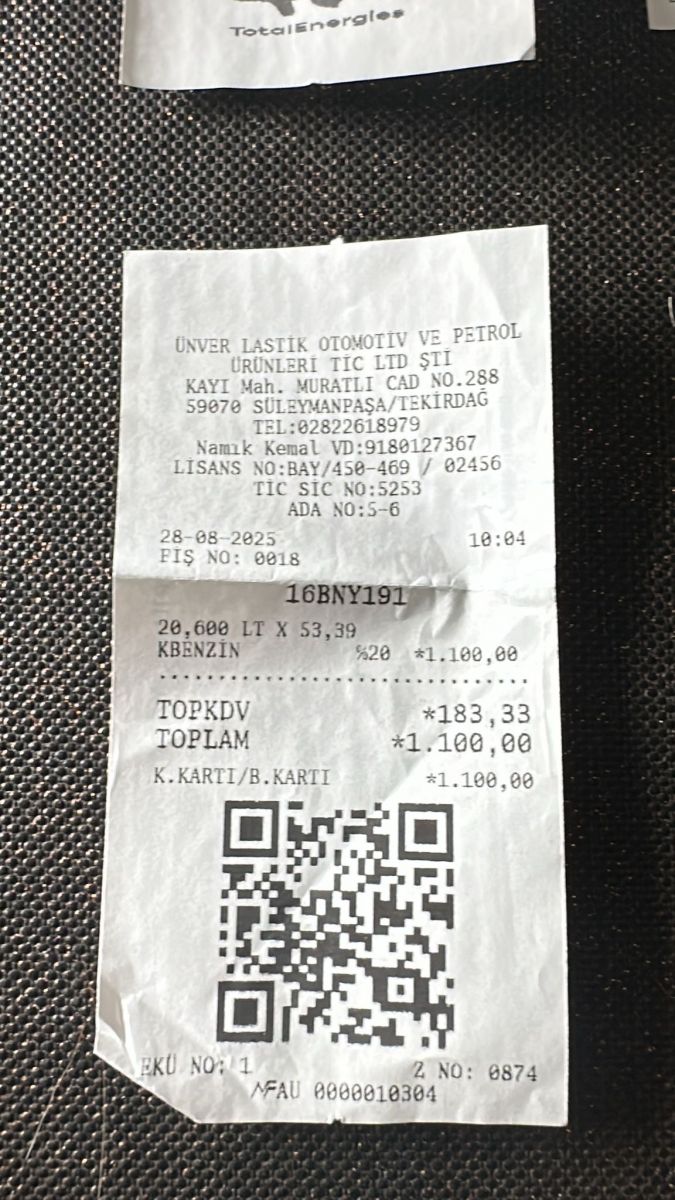 TotalEnergies
ÜNVER LASTİK OTOMOTİV VE PETROL
ÜRÜNLERİ TİC LTD ŞTİ
KAYI Mah. MURATLI CAD NO.288
59070 SÜLEYMANPAŞA/TEKİRDAĞ
TEL:02822618979
Namık Kemal VD:9180127367
LİSANS NO:BAY/450-469 / 02456
TİC SİC NO:5253
ADA NO:S-6
28-08-2025 10:04
FİŞ NO: 0018
16BNY191
20,600 LT X 53,39
KBENZİN %20 *1.100,00
TOPKDV *183,33
TOPLAM *1.100,00
K.KARTI/B.KARTI *1.100,00
EKÜ NO: 1 Z NO: 0874
MFAU 0000010304